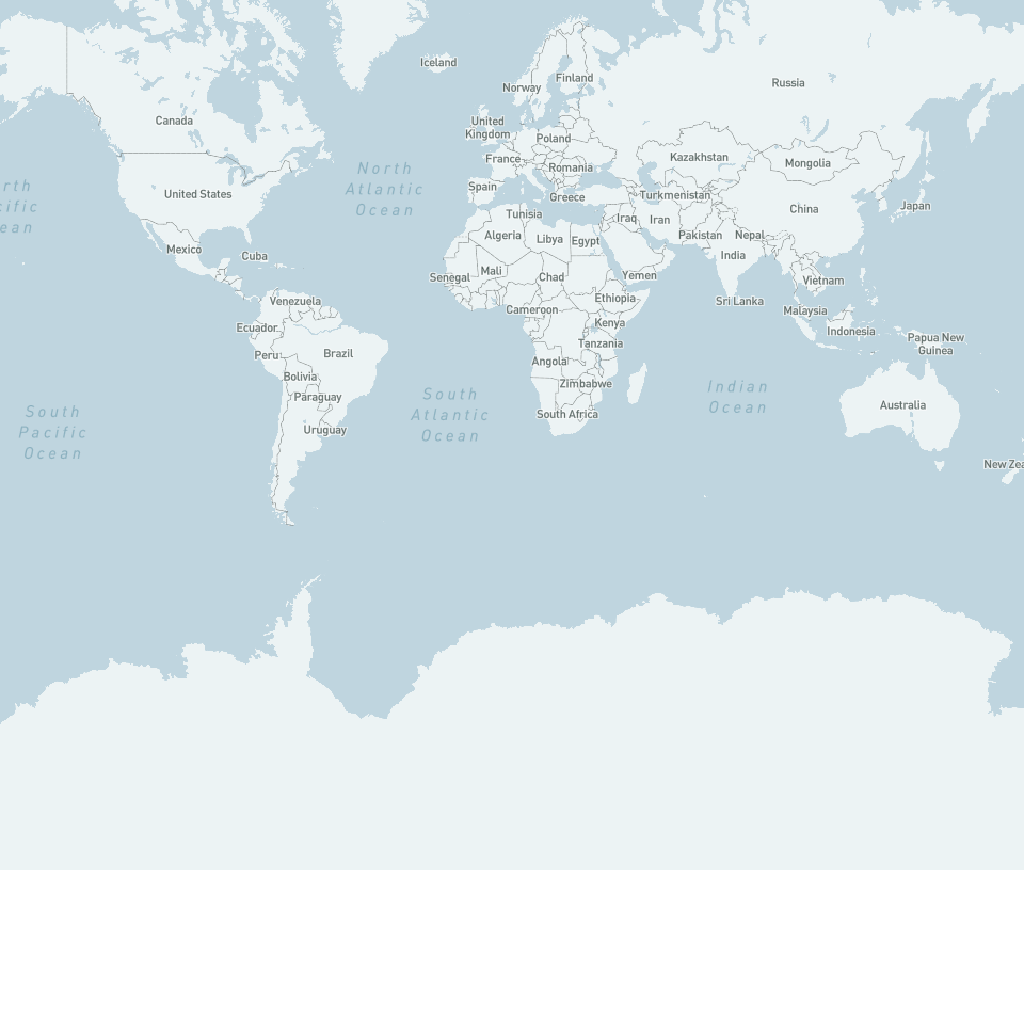 Iceland
Norway
Finland
Russia
Canada
United
Kingdom
Poland
France
Romania
Kazakhstan
Mongolia
North
Atlantic
Ocean
United States
Spain
Greece
Turkmenistan
China
Japan
Tunisia
Iraq
Iran
Algeria
Libya
Egypt
Pakistan
Nepal
India
Mexico
Cuba
Senegal
Mali
Chad
Yemen
Vietnam
Venezuela
Cameroon
Ethiopia
Sri Lanka
Malaysia
Ecuador
Kenya
Indonesia
Papua New
Guinea
Peru
Brazil
Tanzania
Angola
Bolivia
Zimbabwe
Paraguay
Indian
Ocean
South
Atlantic
Ocean
South
Pacific
Ocean
South Africa
Australia
Uruguay
New Zea
rth
cific
ean